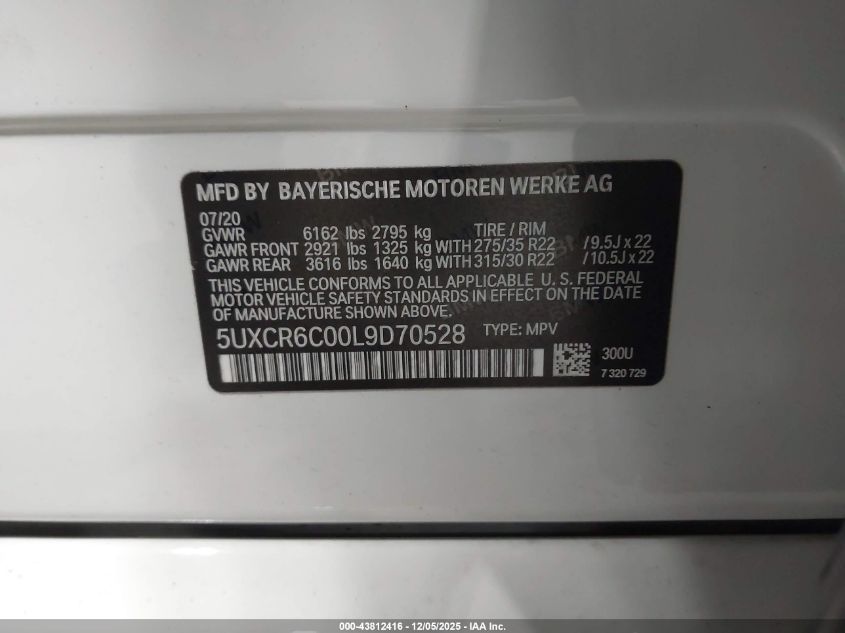 MFD BY BAYERISCHE MOTOREN WERKE AG
07/20
GVWR 6162 lbs 2795 kg TIRE / RIM
GAWR FRONT 2921 lbs 1325 kg WITH 275/35 R22 / 9.5J x 22
GAWR REAR 3616 lbs 1640 kg WITH 315/30 R22 / 10.5J x 22
THIS VEHICLE CONFORMS TO ALL APPLICABLE U. S. FEDERAL
MOTOR VEHICLE SAFETY STANDARDS IN EFFECT ON THE DATE
OF MANUFACTURE SHOWN ABOVE.
5UXCR6C00L9D70528 TYPE: MPV
300U
7 320 729
000-43812416 - 12/05/2025 - IAA Inc.